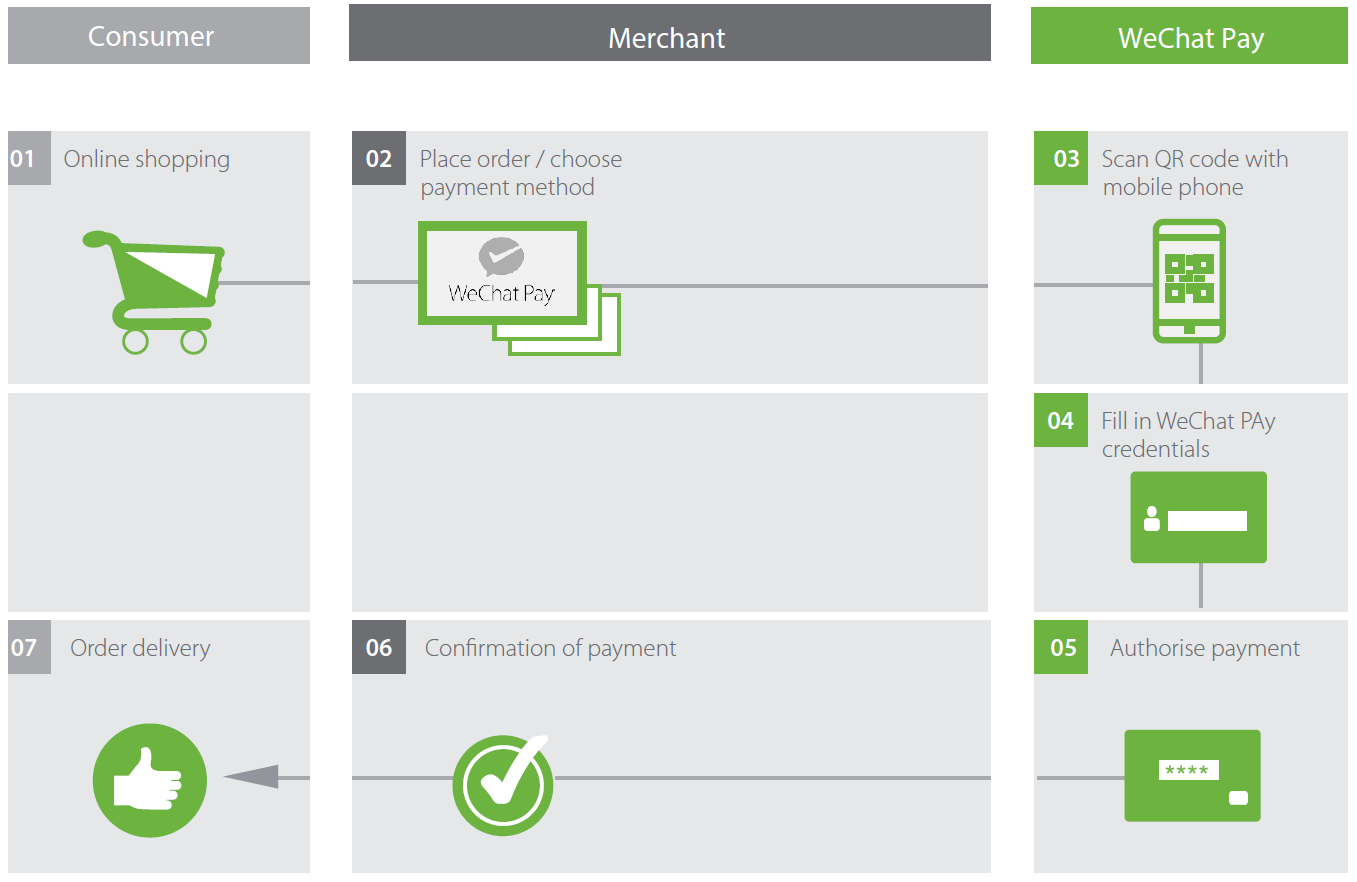 Consumer
Merchant
WeChat Pay
01 Online shopping
02 Place order / choose
payment method
WeChat Pay
03 Scan QR code with
mobile phone
04 Fill in WeChat PAy
credentials
07 Order delivery
06 Confirmation of payment
05 Authorise payment
****